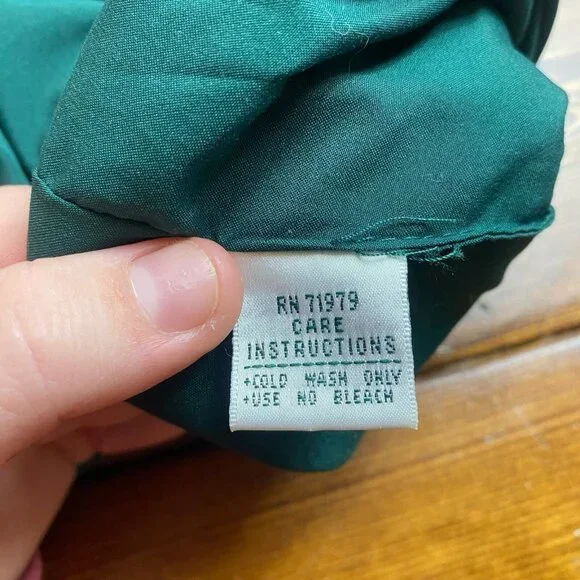 RN 71979
CARE
INSTRUCTIONS
+COLD WASH ONLY
+USE NO BLEACH